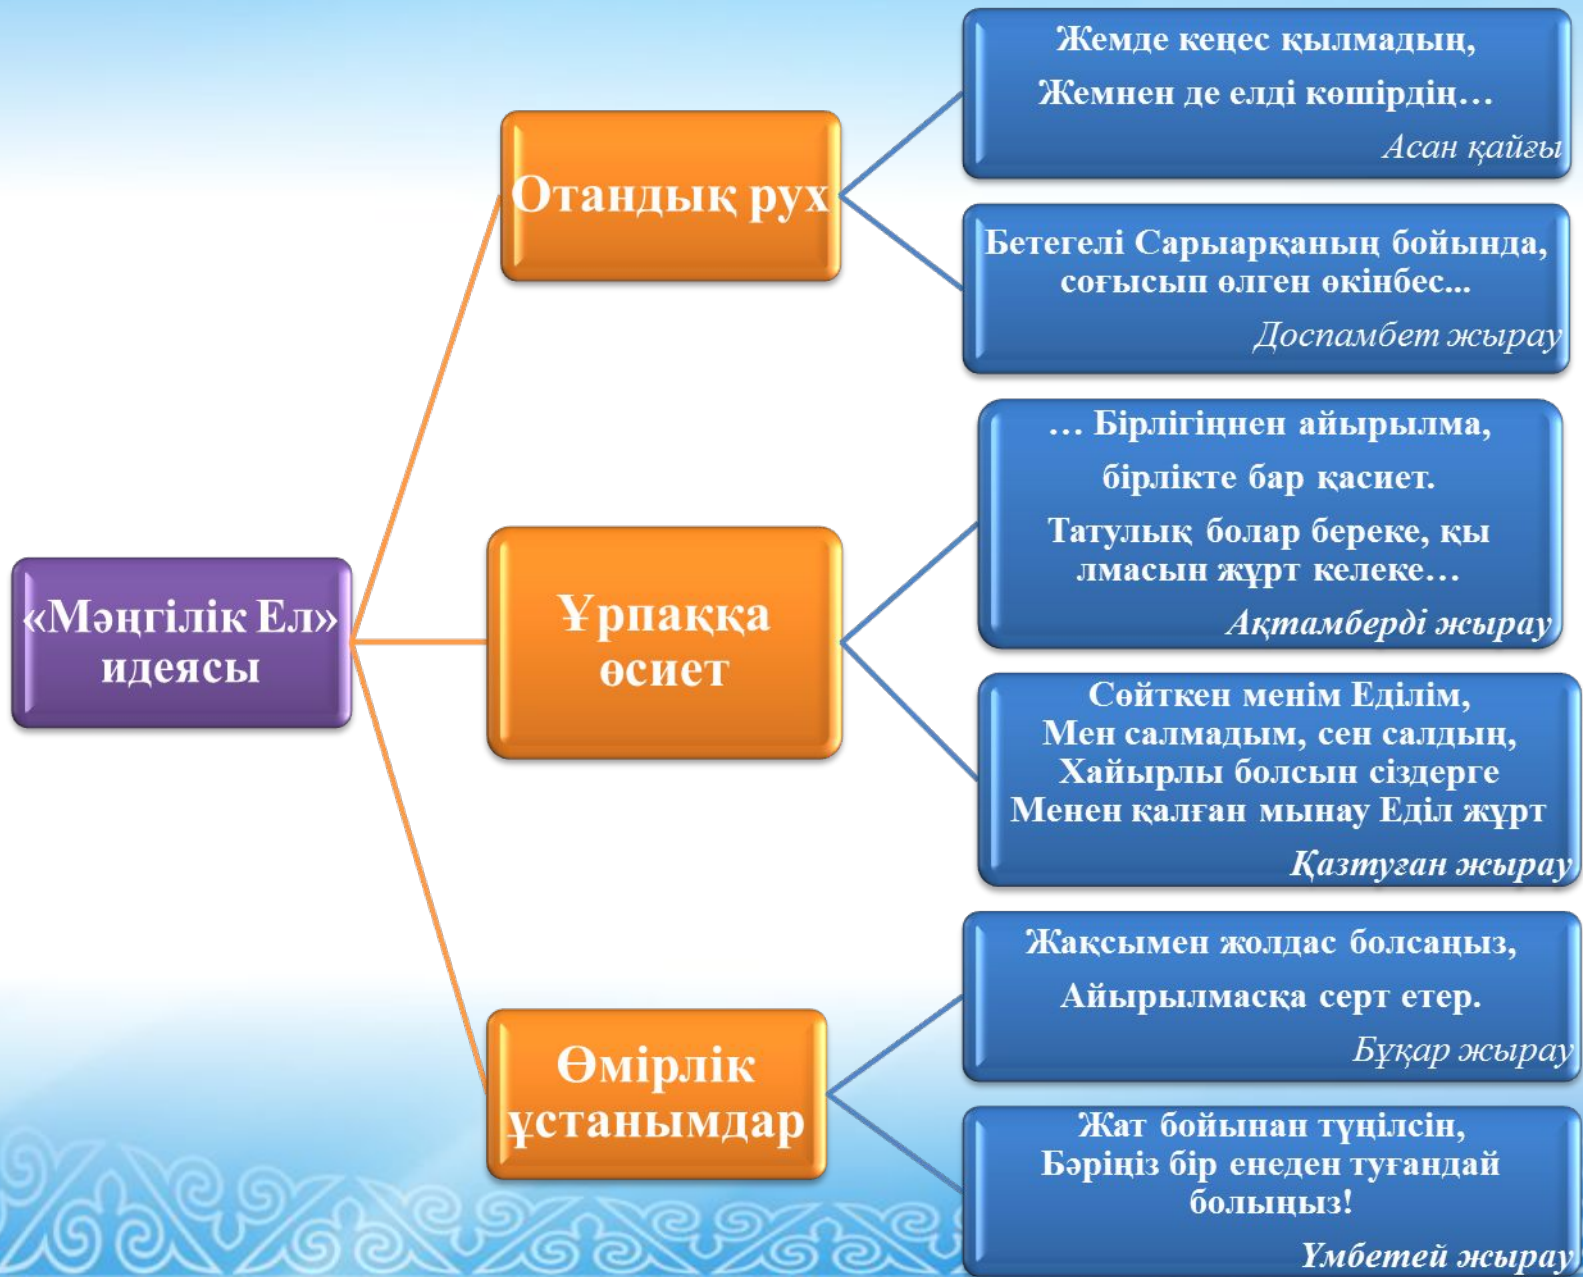 «Мәңгілік Ел»
идеясы
Отандық рух
Жемде кеңес қылмадың,
Жемнен де елді көшірдің…
Асан қайғы
Бетегелі Сарыарқаның бойында,
соғысып өлген өкінбес...
Доспамбет жырау
Ұрпаққа
өсиет
… Бірлігіңнен айырылма,
бірлікте бар қасиет.
Татулық болар береке, қы
лмасын жұрт келеке…
Ақтамберді жырау
Сөйткен менім Еділім,
Мен салмадым, сен салдың,
Хайырлы болсын сіздерге
Менен қалған мынау Еділ жұрт
Қазтуған жырау
Өмірлік
ұстанымдар
Жақсымен жолдас болсаңыз,
Айырылмасқа серт етер.
Бұқар жырау
Жат бойынан түңілсін,
Бәріңіз бір енеден туғандай
болыңыз!
Үмбетей жырау